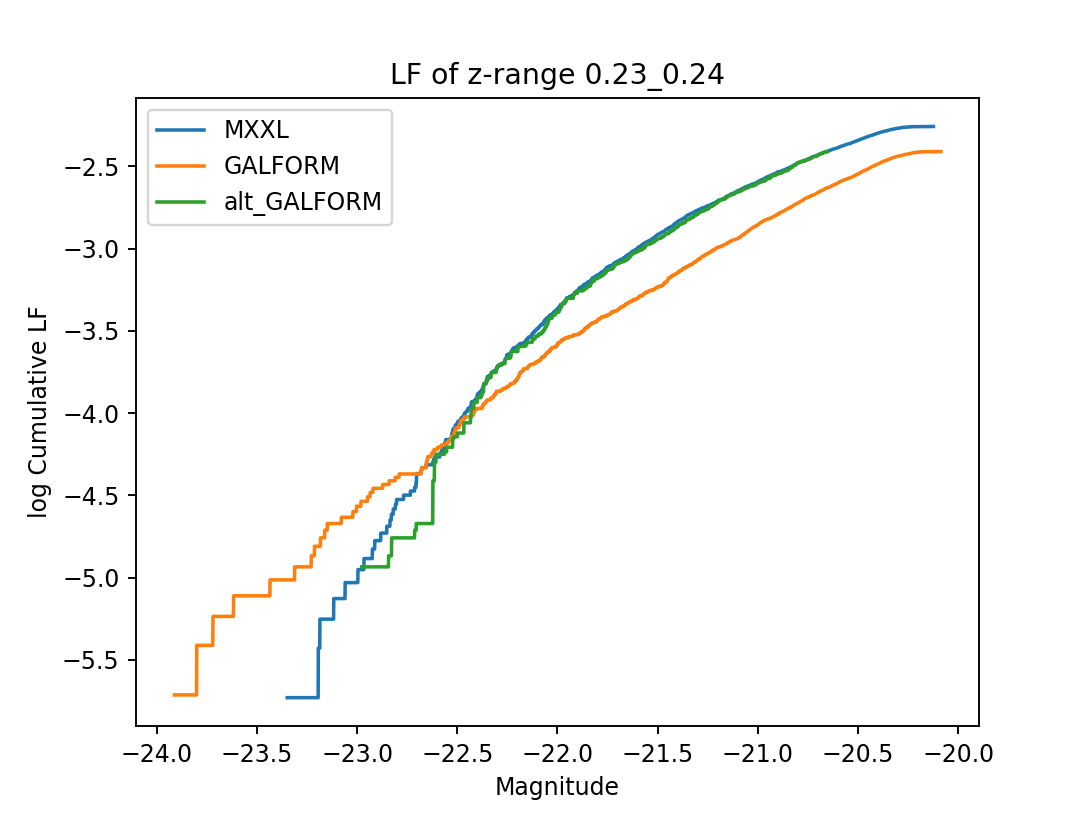 LF of z-range 0.23_0.24
MXXL
GALFORM
alt_GALFORM
log Cumulative LF
−2.5
−3.0
−3.5
−4.0
−4.5
−5.0
−5.5
−24.0 −23.5 −23.0 −22.5 −22.0 −21.5 −21.0 −20.5 −20.0
Magnitude